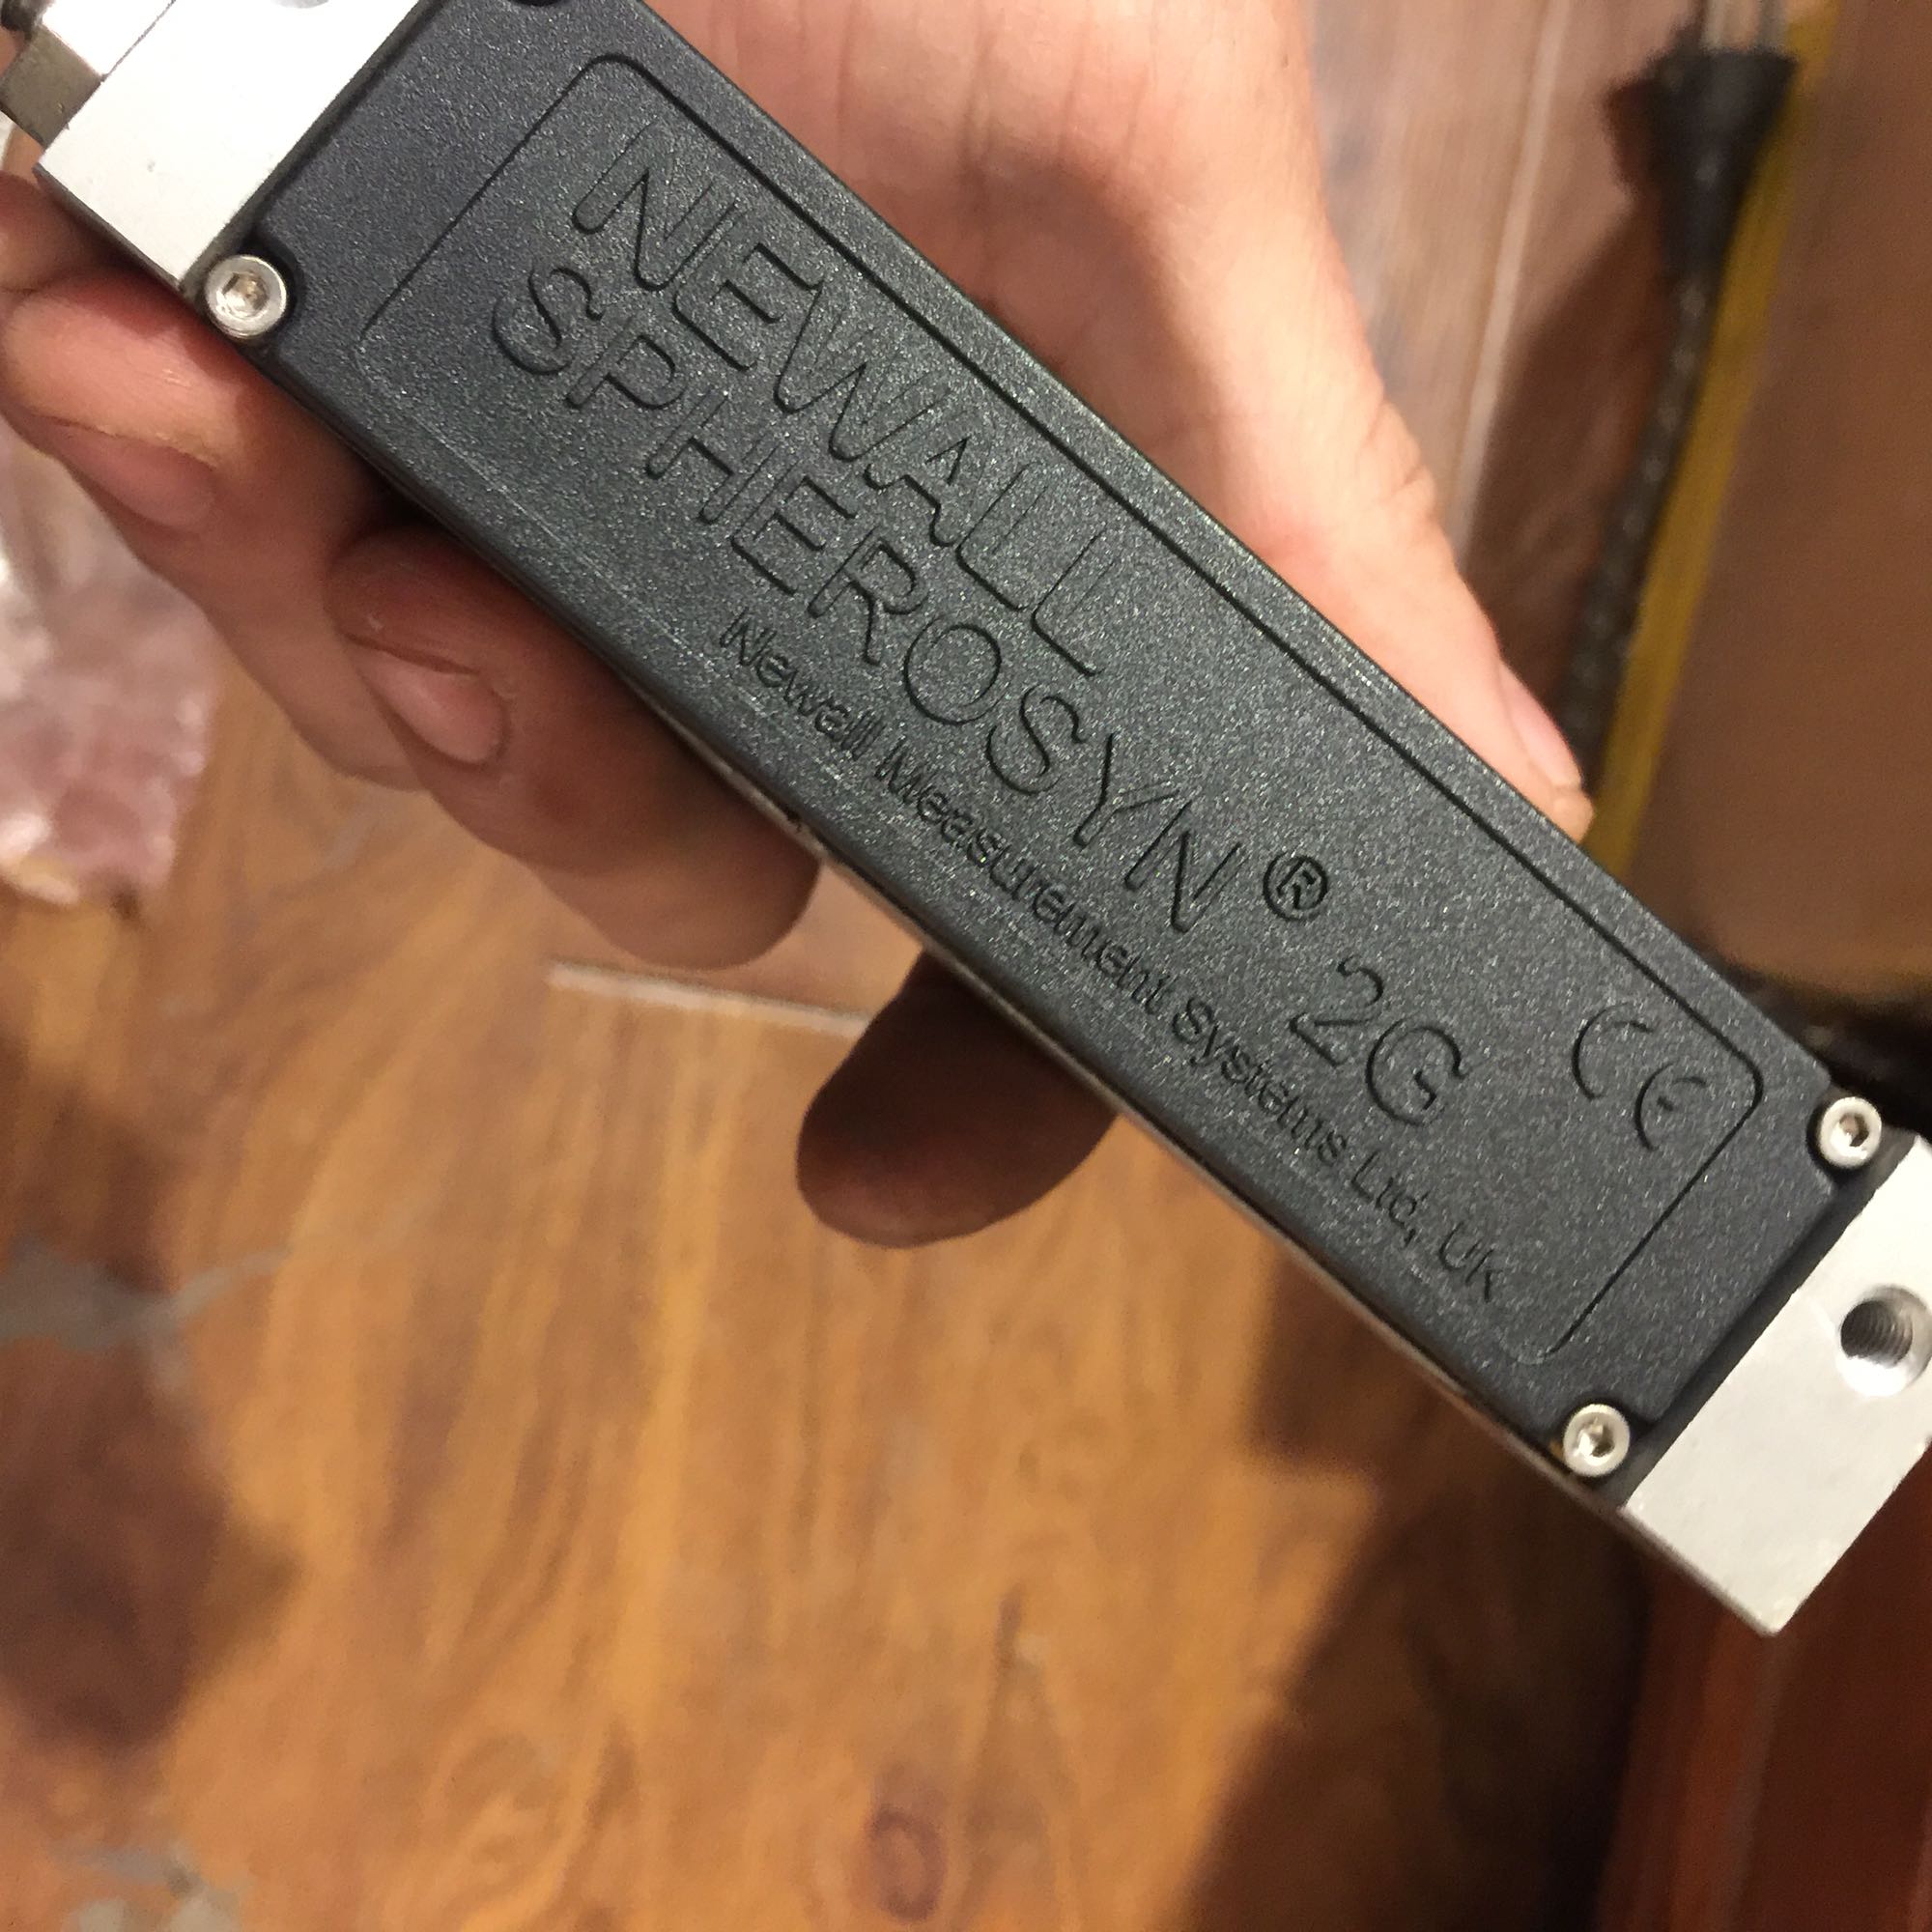 NEWALL
SPHEROSYN® 2G
Newall Measurement Systems Ltd, UK
CE